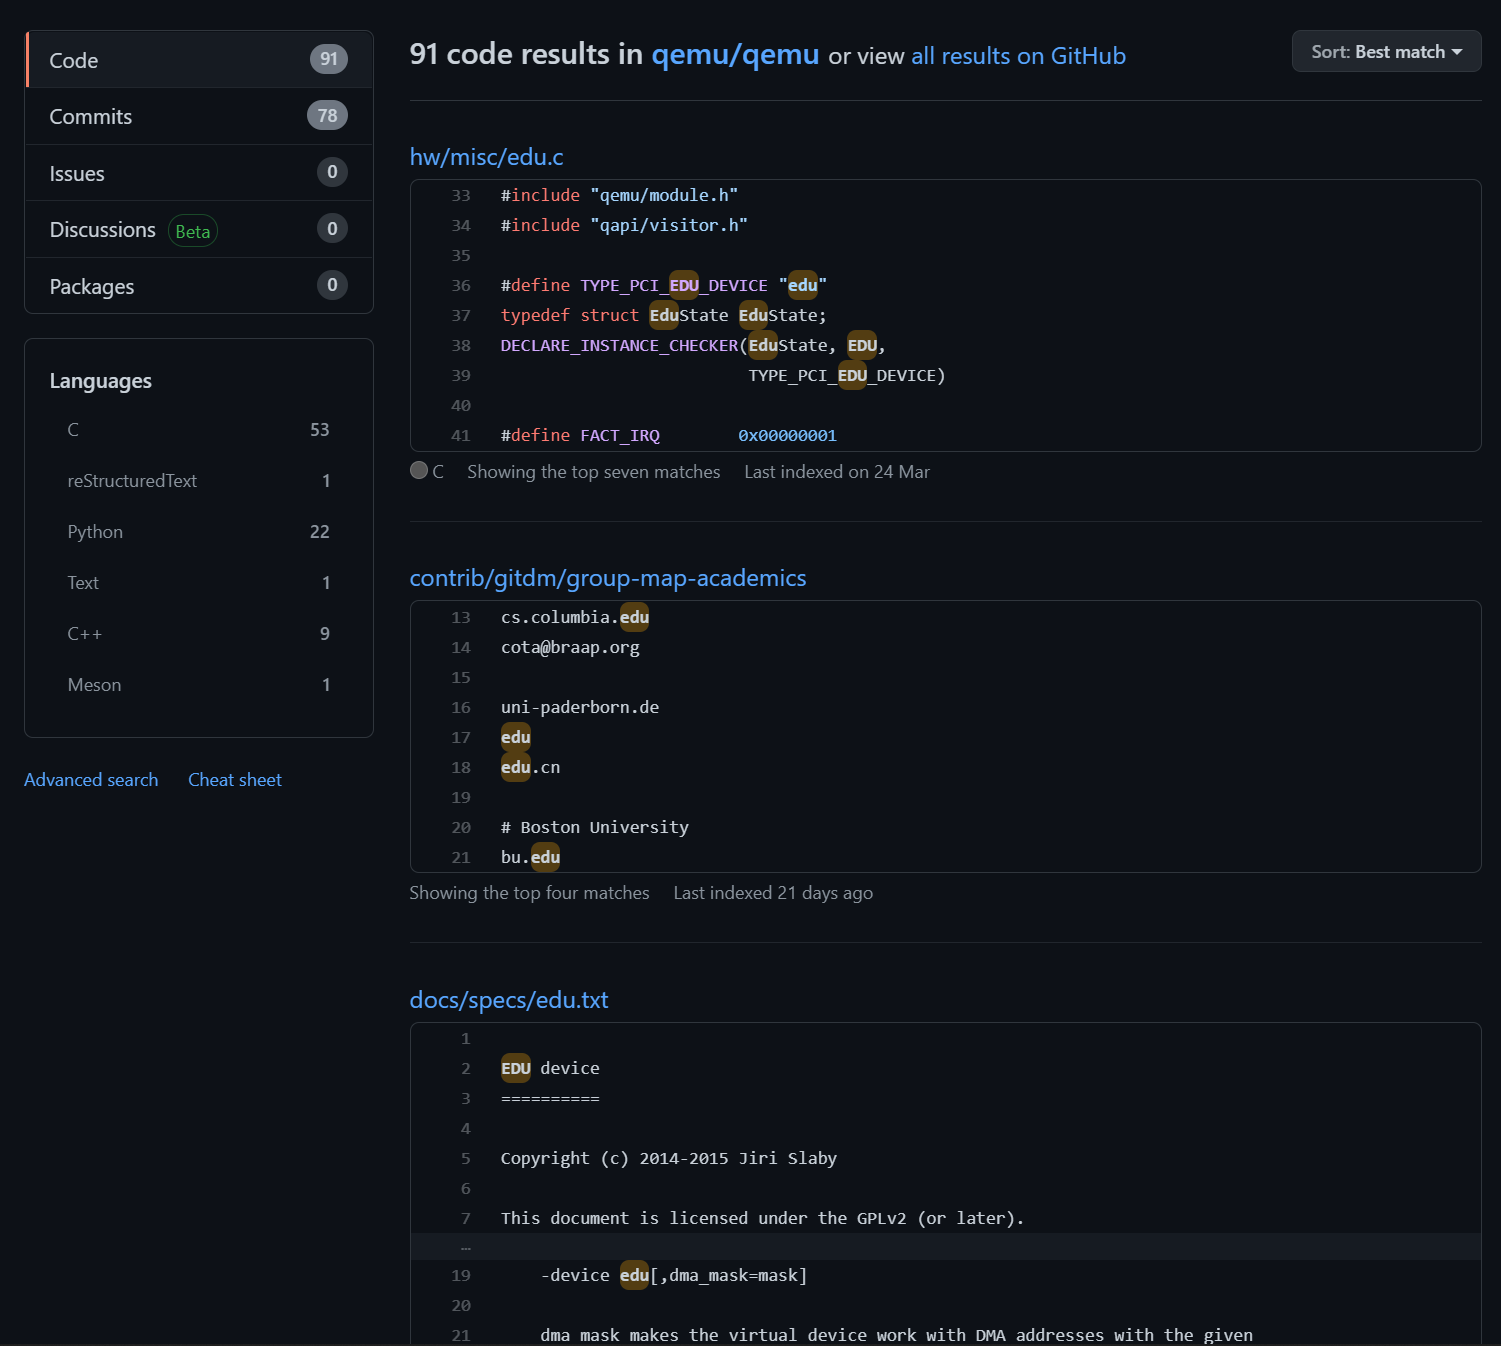 Code 91
Commits 78
Issues 0
Discussions Beta 0
Packages 0
Languages
C 53
reStructuredText 1
Python 22
Text 1
C++ 9
Meson 1
Advanced search Cheat sheet
91 code results in qemu/qemu or view all results on GitHub
Sort: Best match
hw/misc/edu.c
33 #include "qemu/module.h"
34 #include "qapi/visitor.h"
35
36 #define TYPE_PCI_EDU_DEVICE "edu"
37 typedef struct EduState EduState;
38 DECLARE_INSTANCE_CHECKER(EduState, EDU,
39 TYPE_PCI_EDU_DEVICE)
40
41 #define FACT_IRQ 0x00000001
C Showing the top seven matches Last indexed on 24 Mar
contrib/gitdm/group-map-academics
13 cs.columbia.edu
14 cota@braap.org
15
16 uni-paderborn.de
17 edu
18 edu.cn
19
20 # Boston University
21 bu.edu
Showing the top four matches Last indexed 21 days ago
docs/specs/edu.txt
1
2 EDU device
3 ==========
4
5 Copyright (c) 2014-2015 Jiri Slaby
6
7 This document is licensed under the GPLv2 (or later).
…
19 -device edu[,dma_mask=mask]
20
21 dma_mask makes the virtual device work with DMA addresses with the given